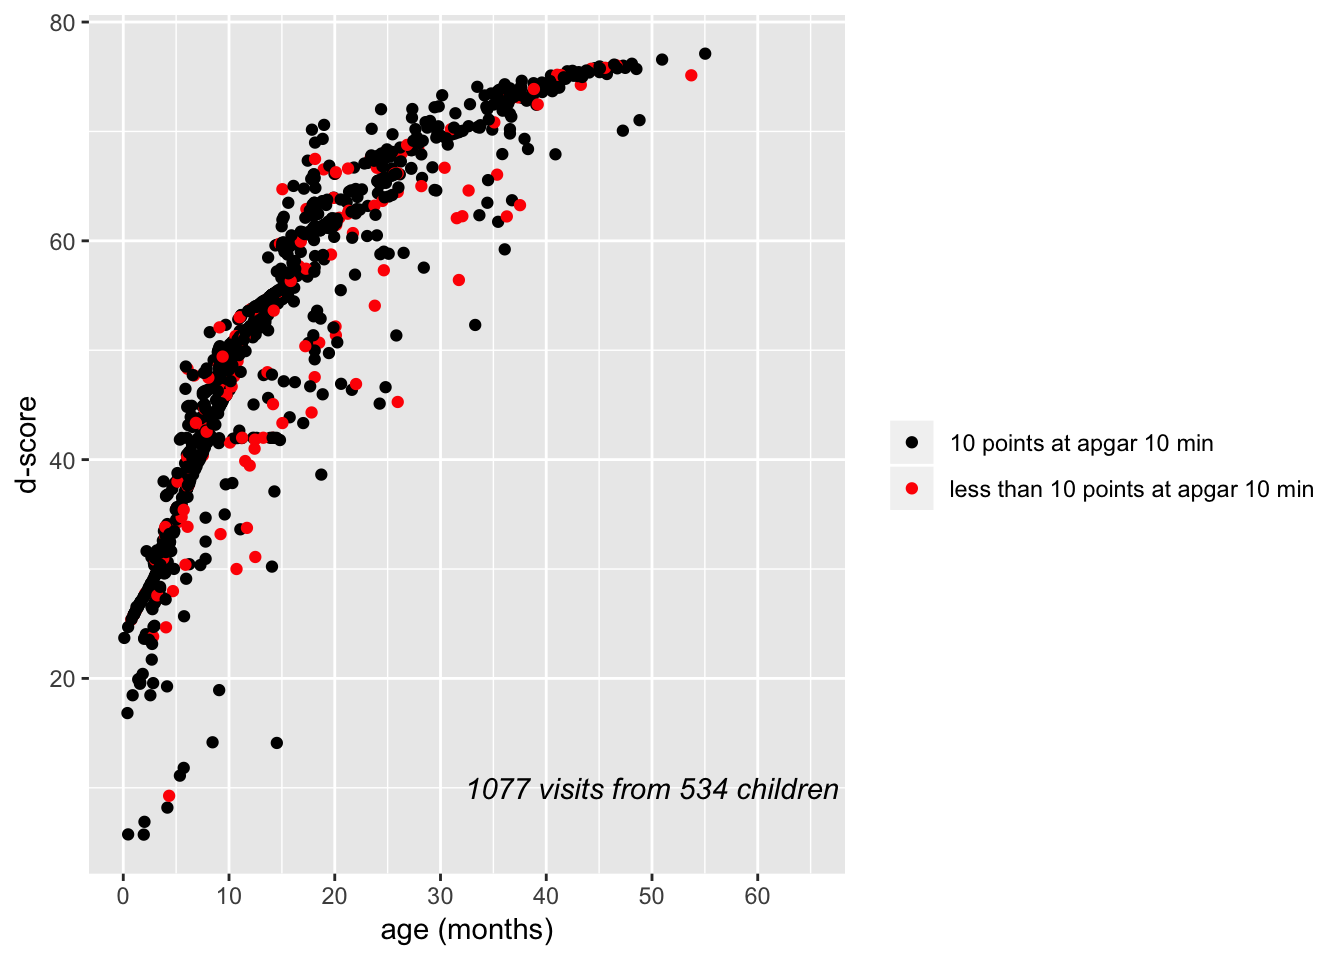 80
60
40
20
d-score
1077 visits from 534 children
0 10 20 30 40 50 60
age (months)
10 points at apgar 10 min
less than 10 points at apgar 10 min